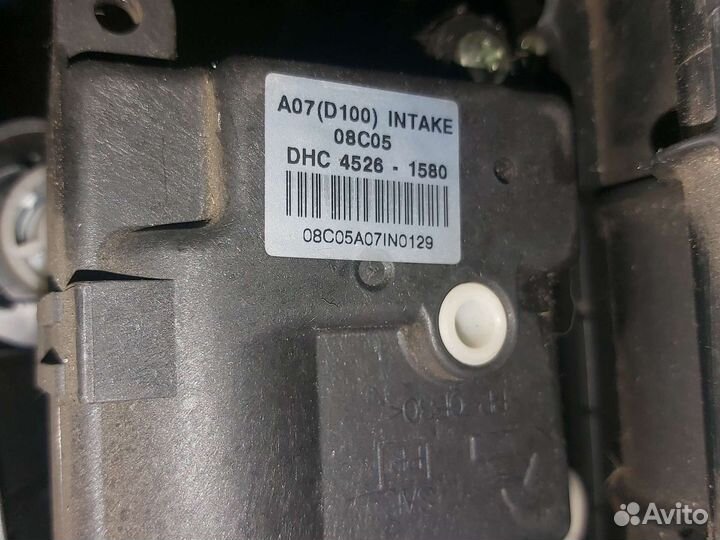 A07(D100) INTAKE
08C05
DHC 4526 - 1580
08C05A07IN0129
Avito